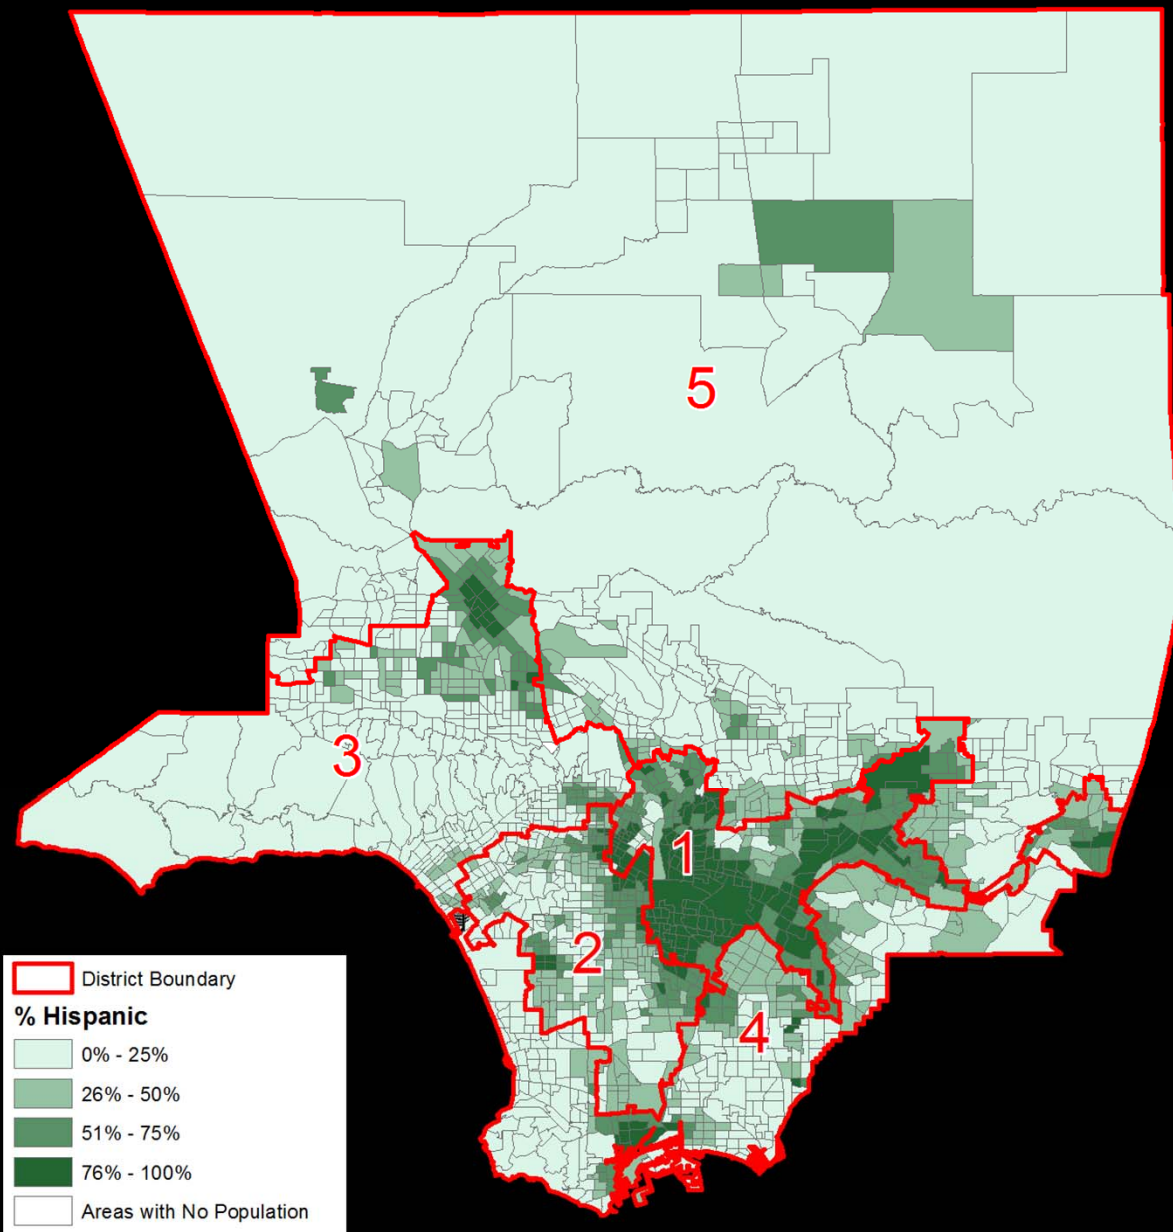 5
3
1
2
4
District Boundary
% Hispanic
0% - 25%
26% - 50%
51% - 75%
76% - 100%
Areas with No Population